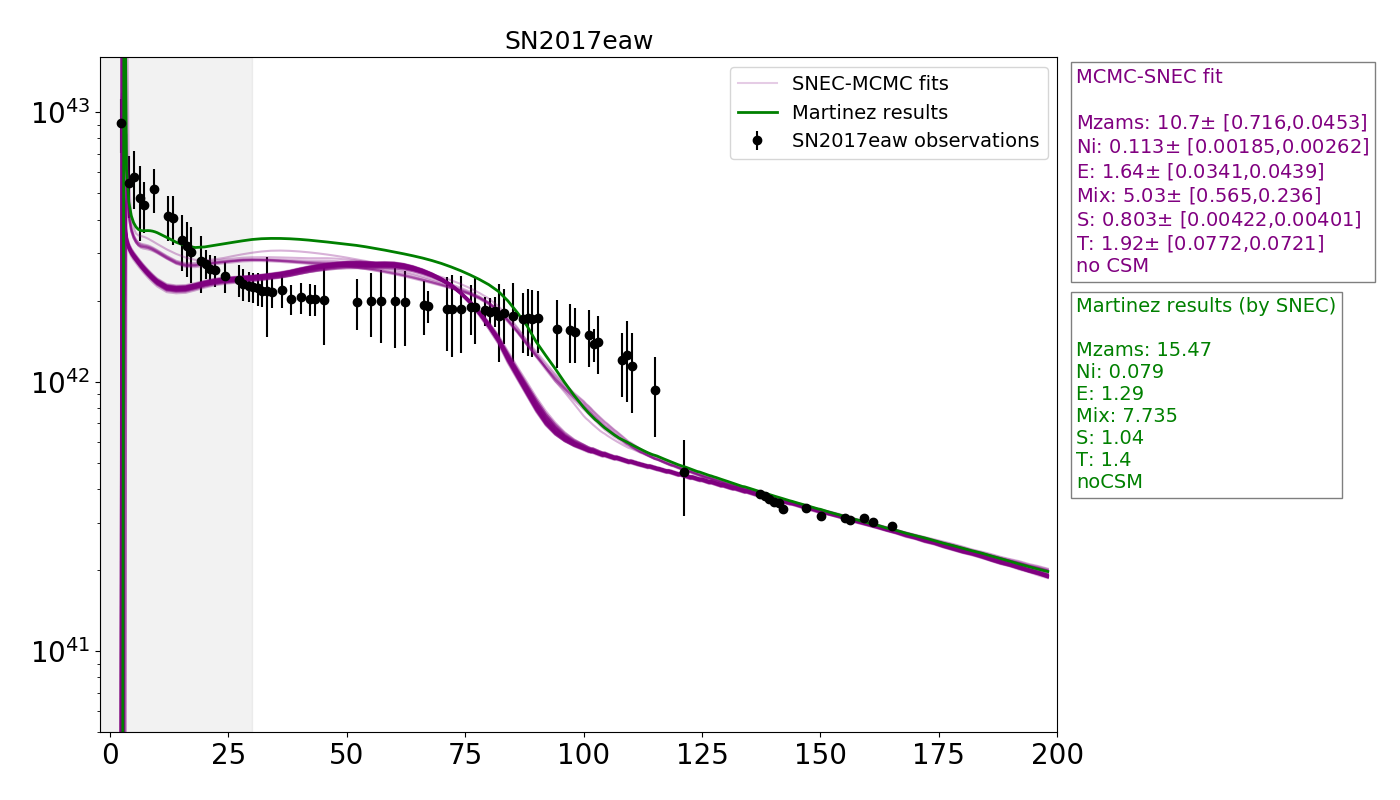 SN2017eaw
10^43
10^42
10^41
0 25 50 75 100 125 150 175 200
SNEC-MCMC fits
Martinez results
SN2017eaw observations
MCMC-SNEC fit
Mzams: 10.7± [0.716,0.0453]
Ni: 0.113± [0.00185,0.00262]
E: 1.64± [0.0341,0.0439]
Mix: 5.03± [0.565,0.236]
S: 0.803± [0.00422,0.00401]
T: 1.92± [0.0772,0.0721]
no CSM
Martinez results (by SNEC)
Mzams: 15.47
Ni: 0.079
E: 1.29
Mix: 7.735
S: 1.04
T: 1.4
noCSM